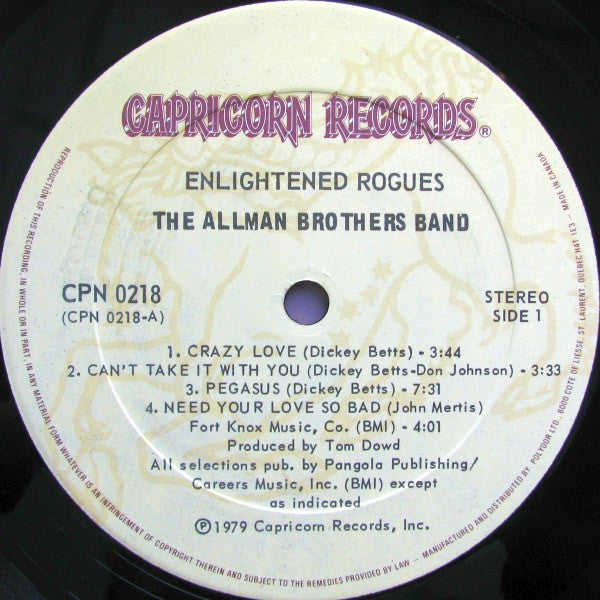 CAPRICORN RECORDS®
ENLIGHTENED ROGUES
THE ALLMAN BROTHERS BAND
CPN 0218
(CPN 0218-A)
STEREO
SIDE 1
1. CRAZY LOVE (Dickey Betts) - 3:44
2. CAN'T TAKE IT WITH YOU (Dickey Betts-Don Johnson) - 3:33
3. PEGASUS (Dickey Betts) - 7:31
4. NEED YOUR LOVE SO BAD (John Mertis)
Fort Knox Music, Co. (BMI) - 4:01
Produced by Tom Dowd
All selections pub. by Pangola Publishing/
Careers Music, Inc. (BMI) except
as indicated
℗ 1979 Capricorn Records, Inc.
REPRODUCTION OF THIS RECORDING, IN WHOLE OR IN PART, IN ANY MATERIAL FORM WHATEVER IS AN INFRINGEMENT OF COPYRIGHT THEREIN AND SUBJECT TO THE REMEDIES PROVIDED BY LAW – MANUFACTURED AND DISTRIBUTED BY POLYDOR LTD. 6000 COTE DE LIESSE, ST. LAURENT, QUEBEC H4T 1E3 – MADE IN CANADA